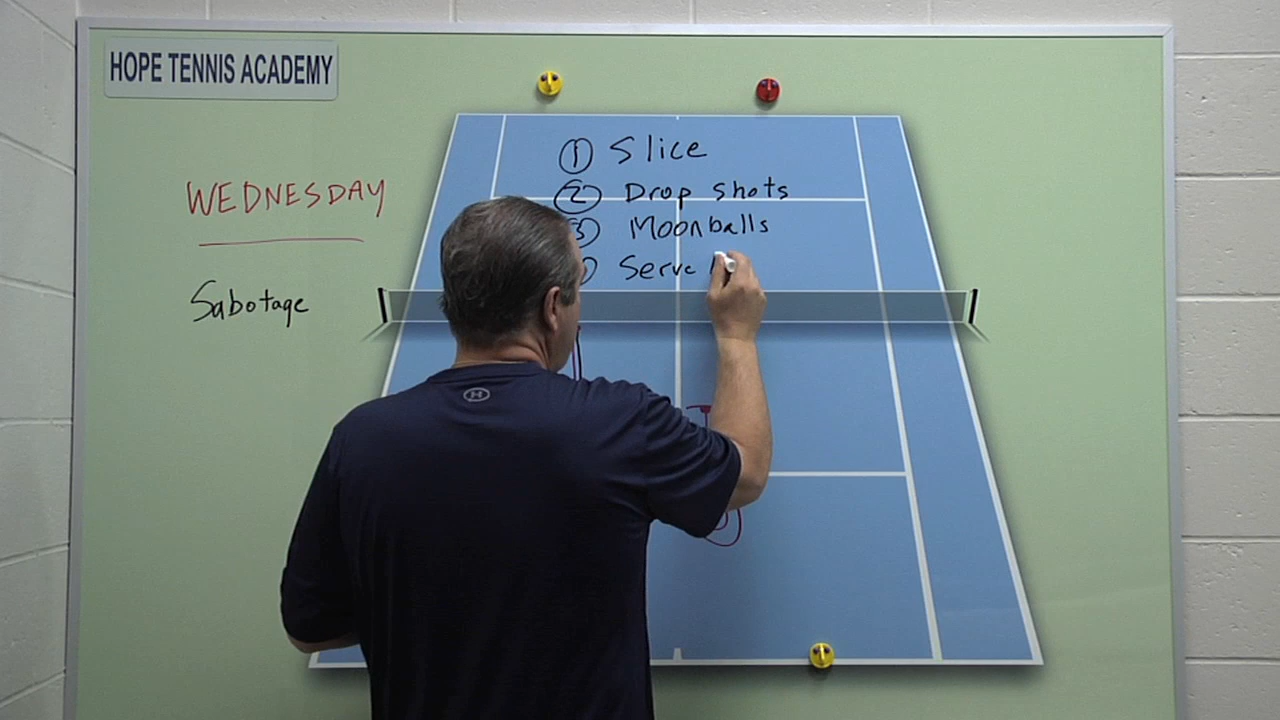 HOPE TENNIS ACADEMY
① Slice
② Drop shots
WEDNESDAY
3 Moonballs
Serve
Sabotage